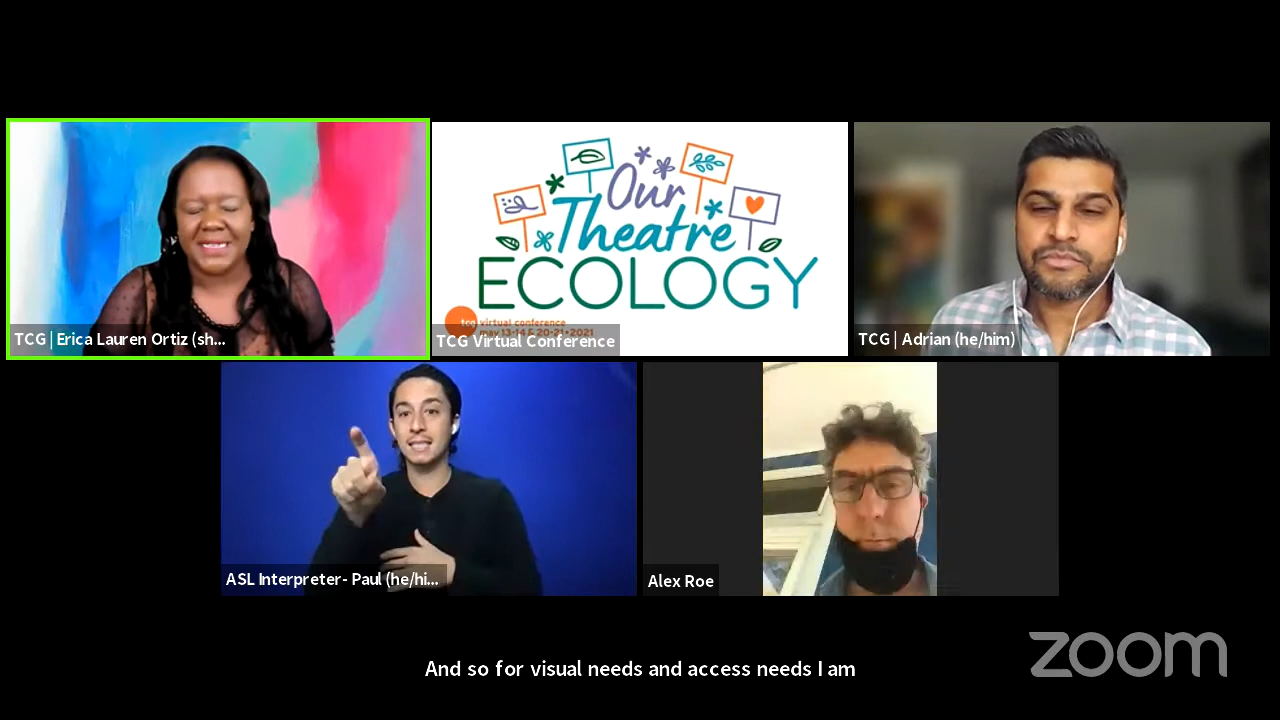 Our
Theatre
ECOLOGY
tcg virtual conference
may 13-14 & 20-21 • 2021
TCG | Erica Lauren Ortiz (sh...
TCG Virtual Conference
TCG | Adrian (he/him)
ASL Interpreter- Paul (he/hi...
Alex Roe
And so for visual needs and access needs I am
zoom